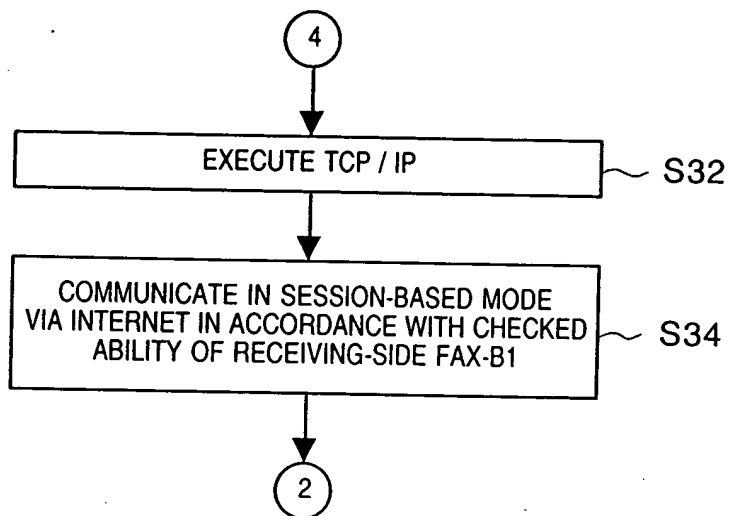 4
EXECUTE TCP / IP
S32
COMMUNICATE IN SESSION-BASED MODE
VIA INTERNET IN ACCORDANCE WITH CHECKED
ABILITY OF RECEIVING-SIDE FAX-B1
S34
2